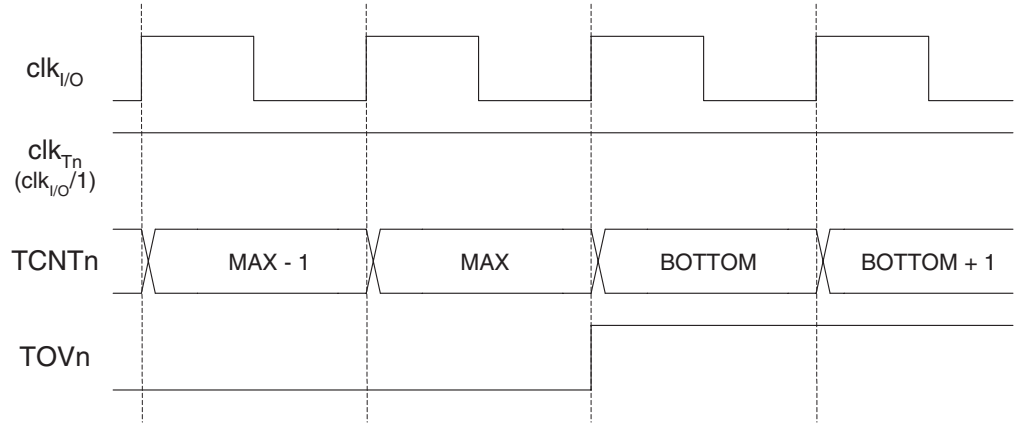 clkI/O
clkTn
(clkI/O/1)
TCNTn MAX - 1 MAX BOTTOM BOTTOM + 1
TOVn